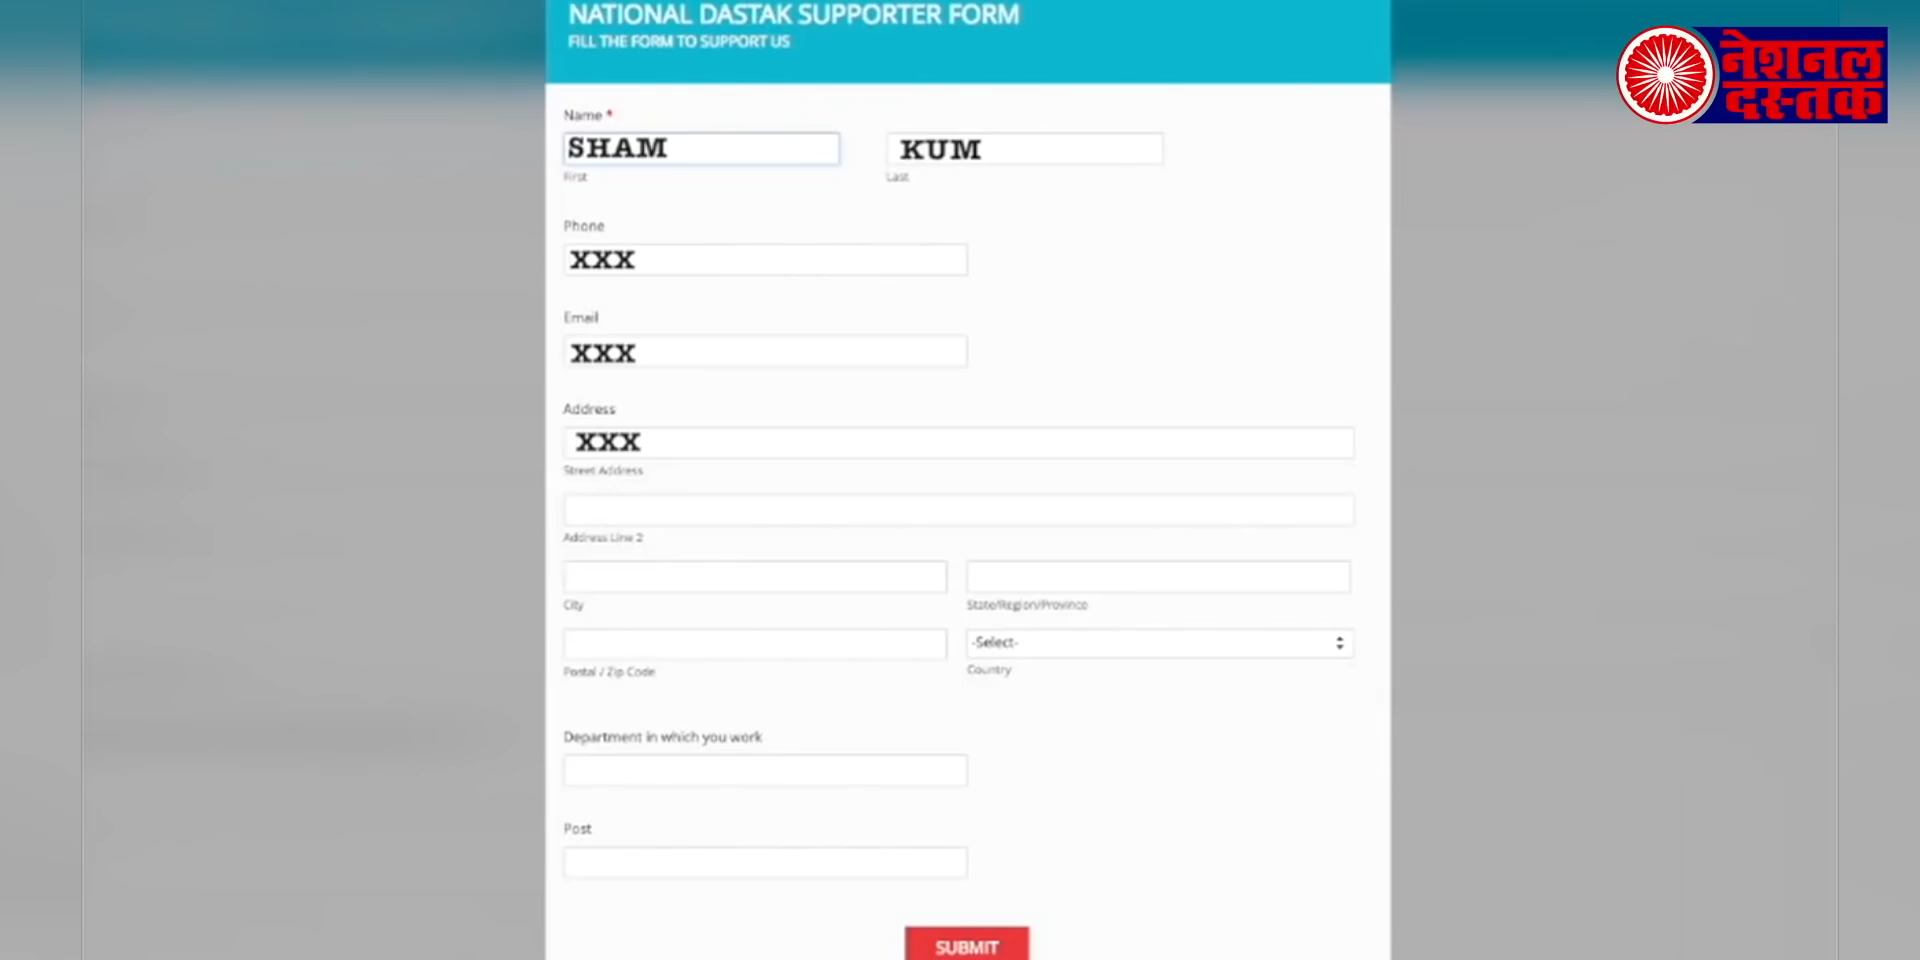 NATIONAL DASTAK SUPPORTER FORM
FILL THE FORM TO SUPPORT US
नेशनल
दस्तक
Name *
SHAM KUM
First Last
Phone
XXX
Email
XXX
Address
XXX
Street Address
Address Line 2
City State/Region/Province
-Select-
Postal / Zip Code Country
Department in which you work
Post
SUBMIT